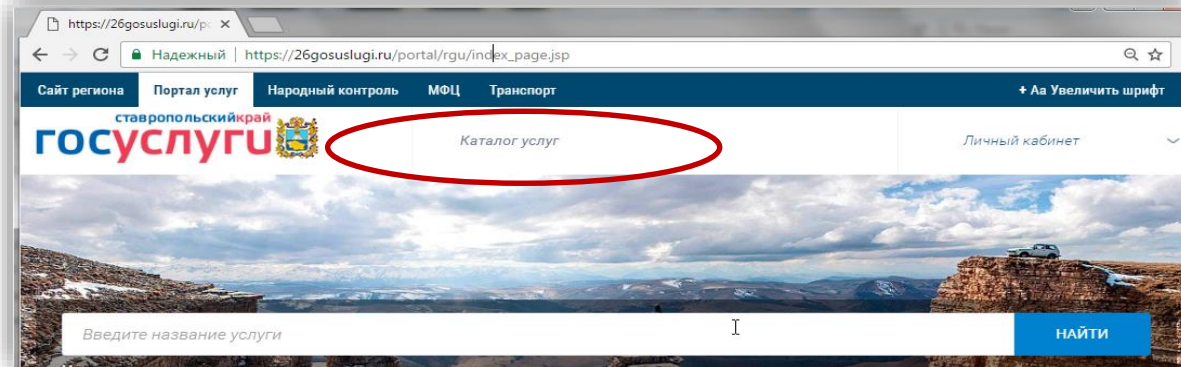 https://26gosuslugi.ru/p
Надежный | https://26gosuslugi.ru/portal/rgu/index_page.jsp
Сайт региона Портал услуг Народный контроль МФЦ Транспорт + Aa Увеличить шрифт
ставропольскийкрай
госуслуги Каталог услуг Личный кабинет
Введите название услуги НАЙТИ